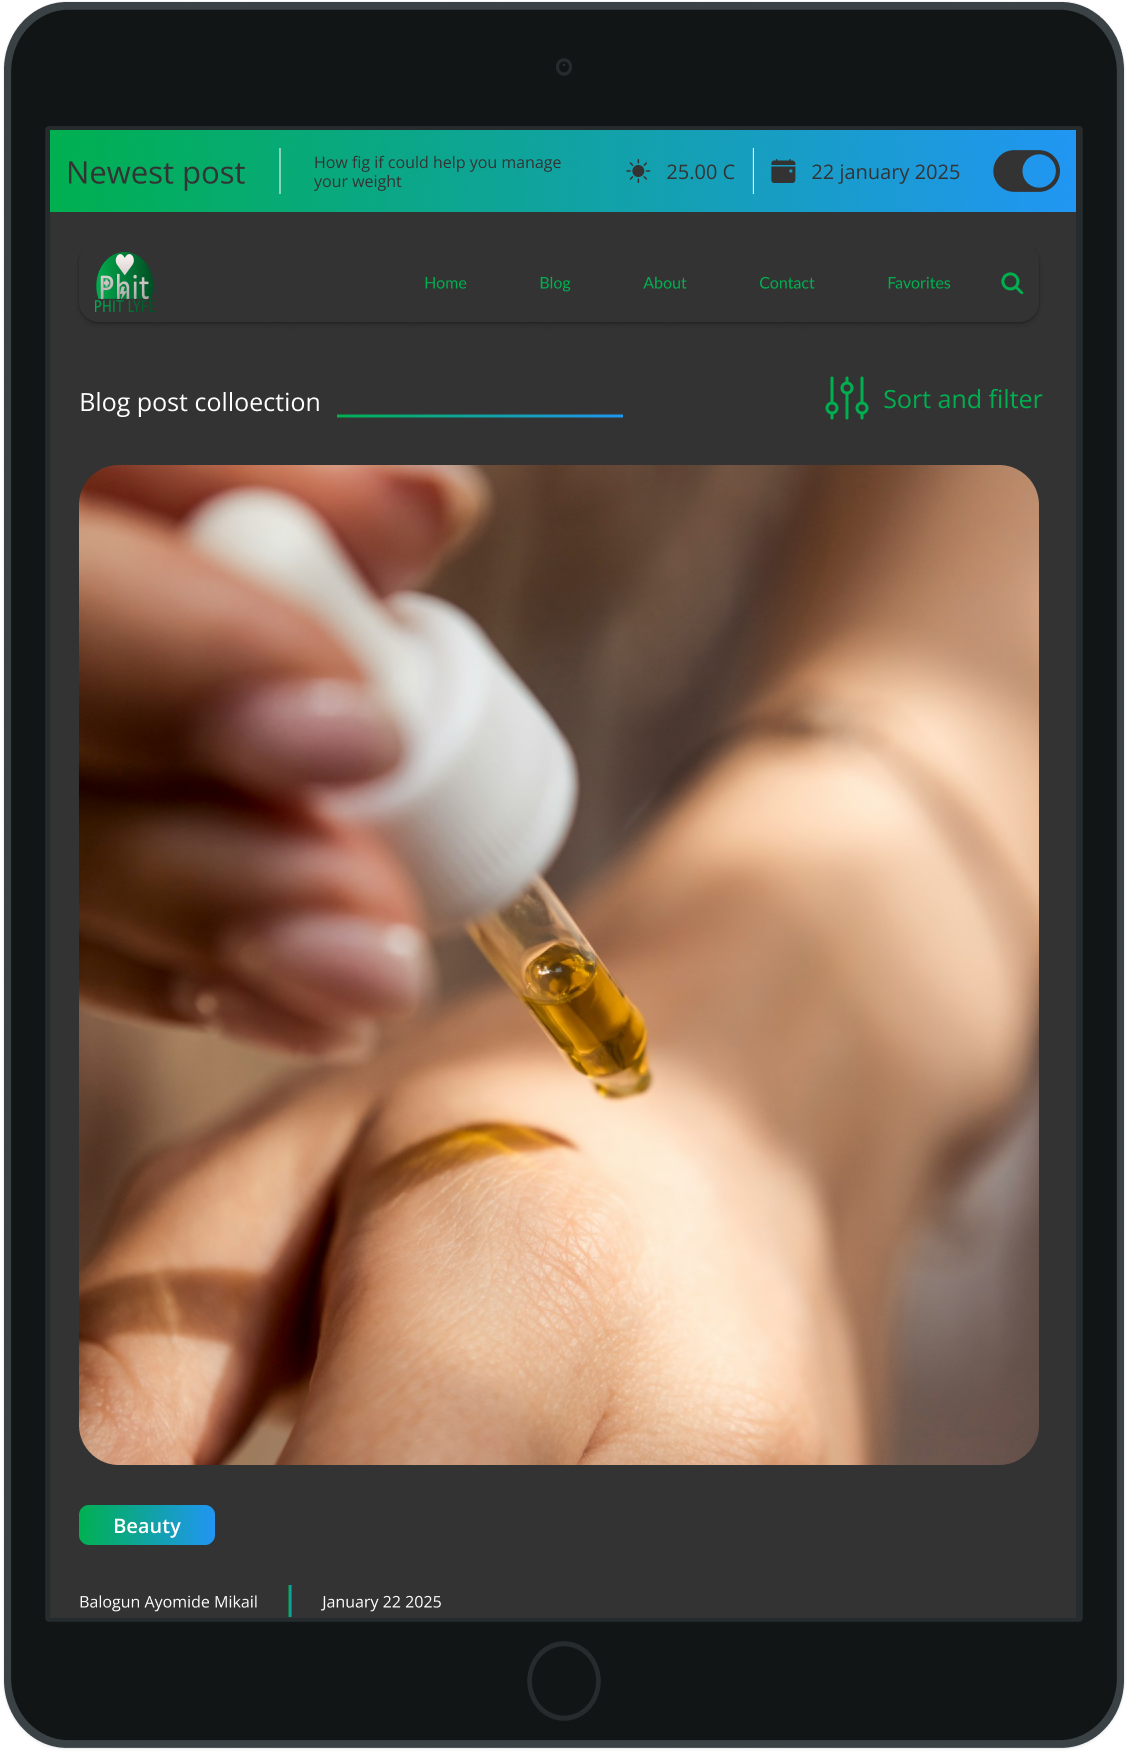 Newest post
How fig if could help you manage
your weight
25.00 C
22 january 2025
Phit
PHIT LYF
Home
Blog
About
Contact
Favorites
Blog post colloection
Sort and filter
Beauty
Balogun Ayomide Mikail
January 22 2025